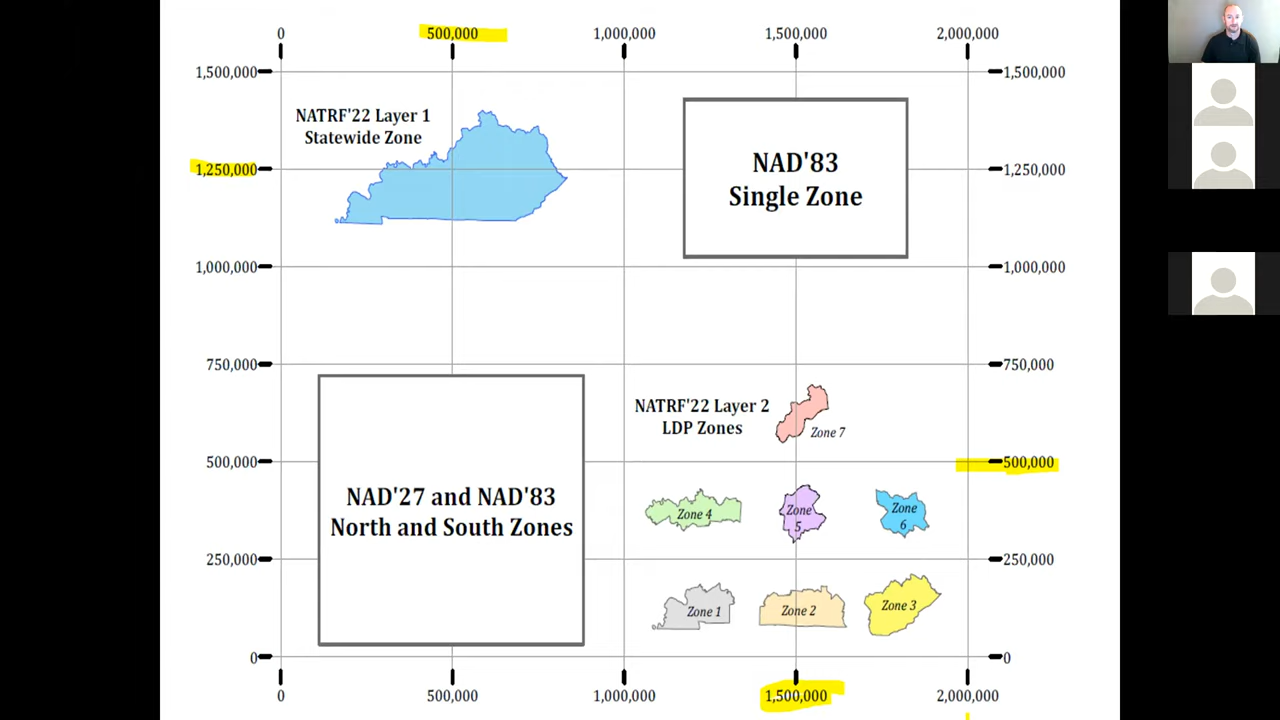 0 500,000 1,000,000 1,500,000 2,000,000
1,500,000 1,500,000
NATRF'22 Layer 1
Statewide Zone
NAD'83
Single Zone
1,250,000 1,250,000
1,000,000 1,000,000
750,000 750,000
NATRF'22 Layer 2
LDP Zones
Zone 7
500,000 500,000
NAD'27 and NAD'83
North and South Zones
Zone 4
Zone
5
Zone
6
250,000 250,000
Zone 1
Zone 2
Zone 3
0 0
0 500,000 1,000,000 1,500,000 2,000,000